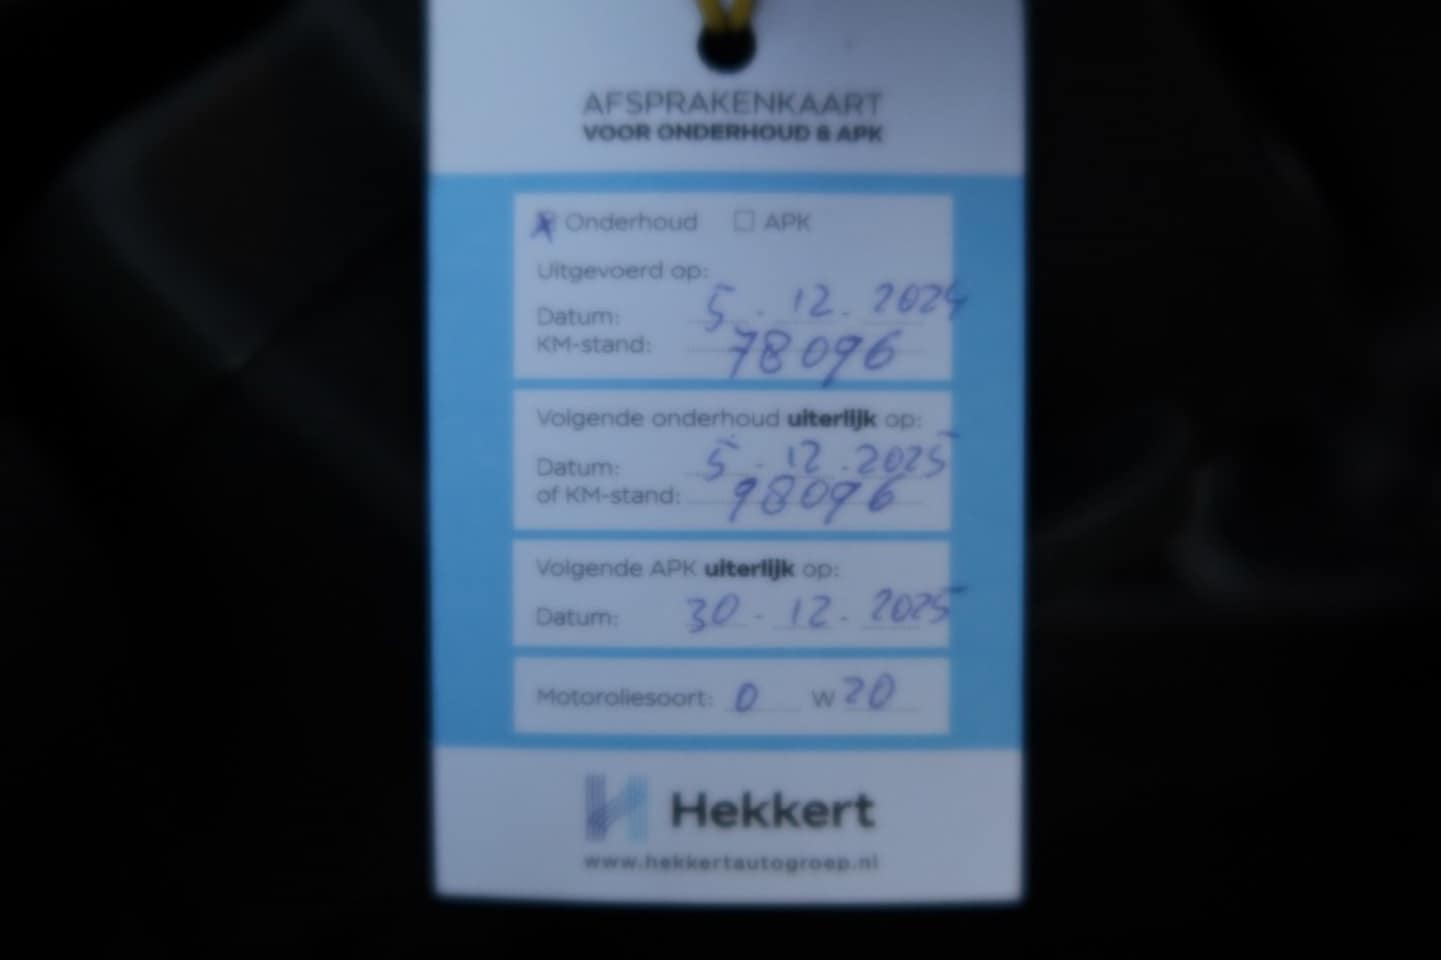 AFSPRAKENKAART
VOOR ONDERHOUD & APK
Onderhoud APK
Uitgevoerd op:
Datum: 5 . 12 . 2024
KM-stand: 78096
Volgende onderhoud uiterlijk op:
Datum: 5 - 12 . 2025
of KM-stand: 98096
Volgende APK uiterlijk op:
Datum: 30 - 12 . 2025
Motoroliesoort: 0 W 20
Hekkert
www.hekkertautogroep.nl